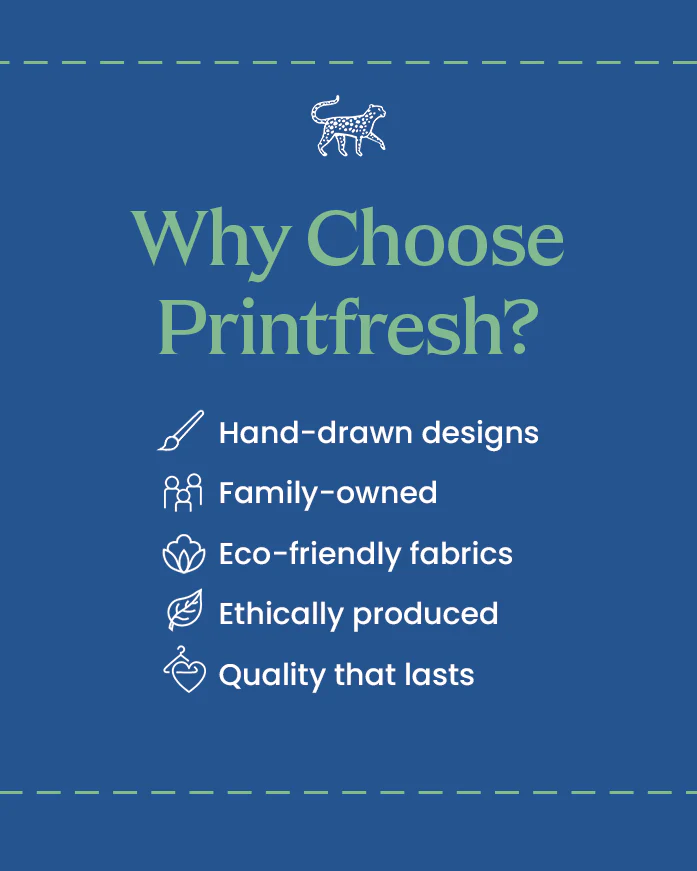 Why Choose
Printfresh?
Hand-drawn designs
Family-owned
Eco-friendly fabrics
Ethically produced
Quality that lasts